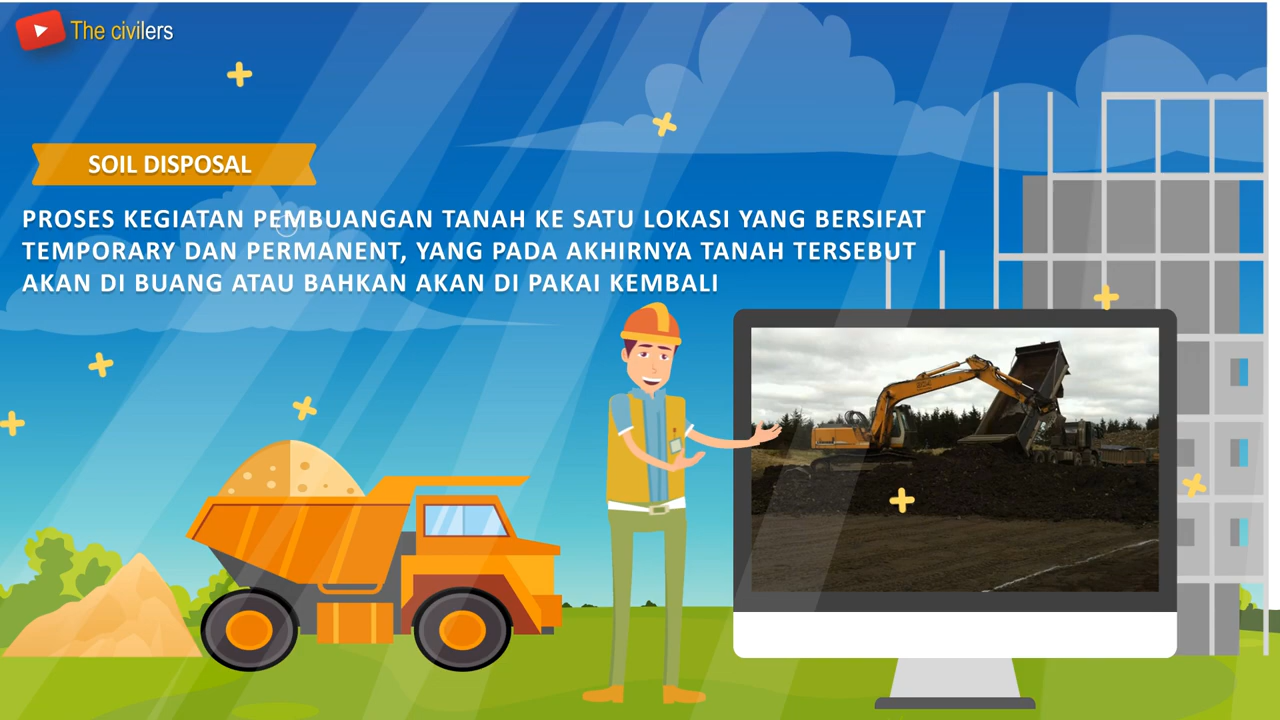 The civilers
SOIL DISPOSAL
PROSES KEGIATAN PEMBUANGAN TANAH KE SATU LOKASI YANG BERSIFAT
TEMPORARY DAN PERMANENT, YANG PADA AKHIRNYA TANAH TERSEBUT
AKAN DI BUANG ATAU BAHKAN AKAN DI PAKAI KEMBALI